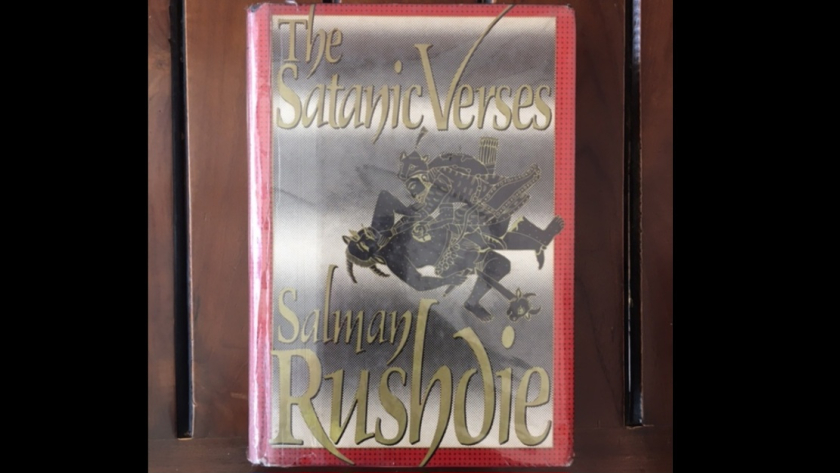 The
Satanic Verses
Salman
Rushdie